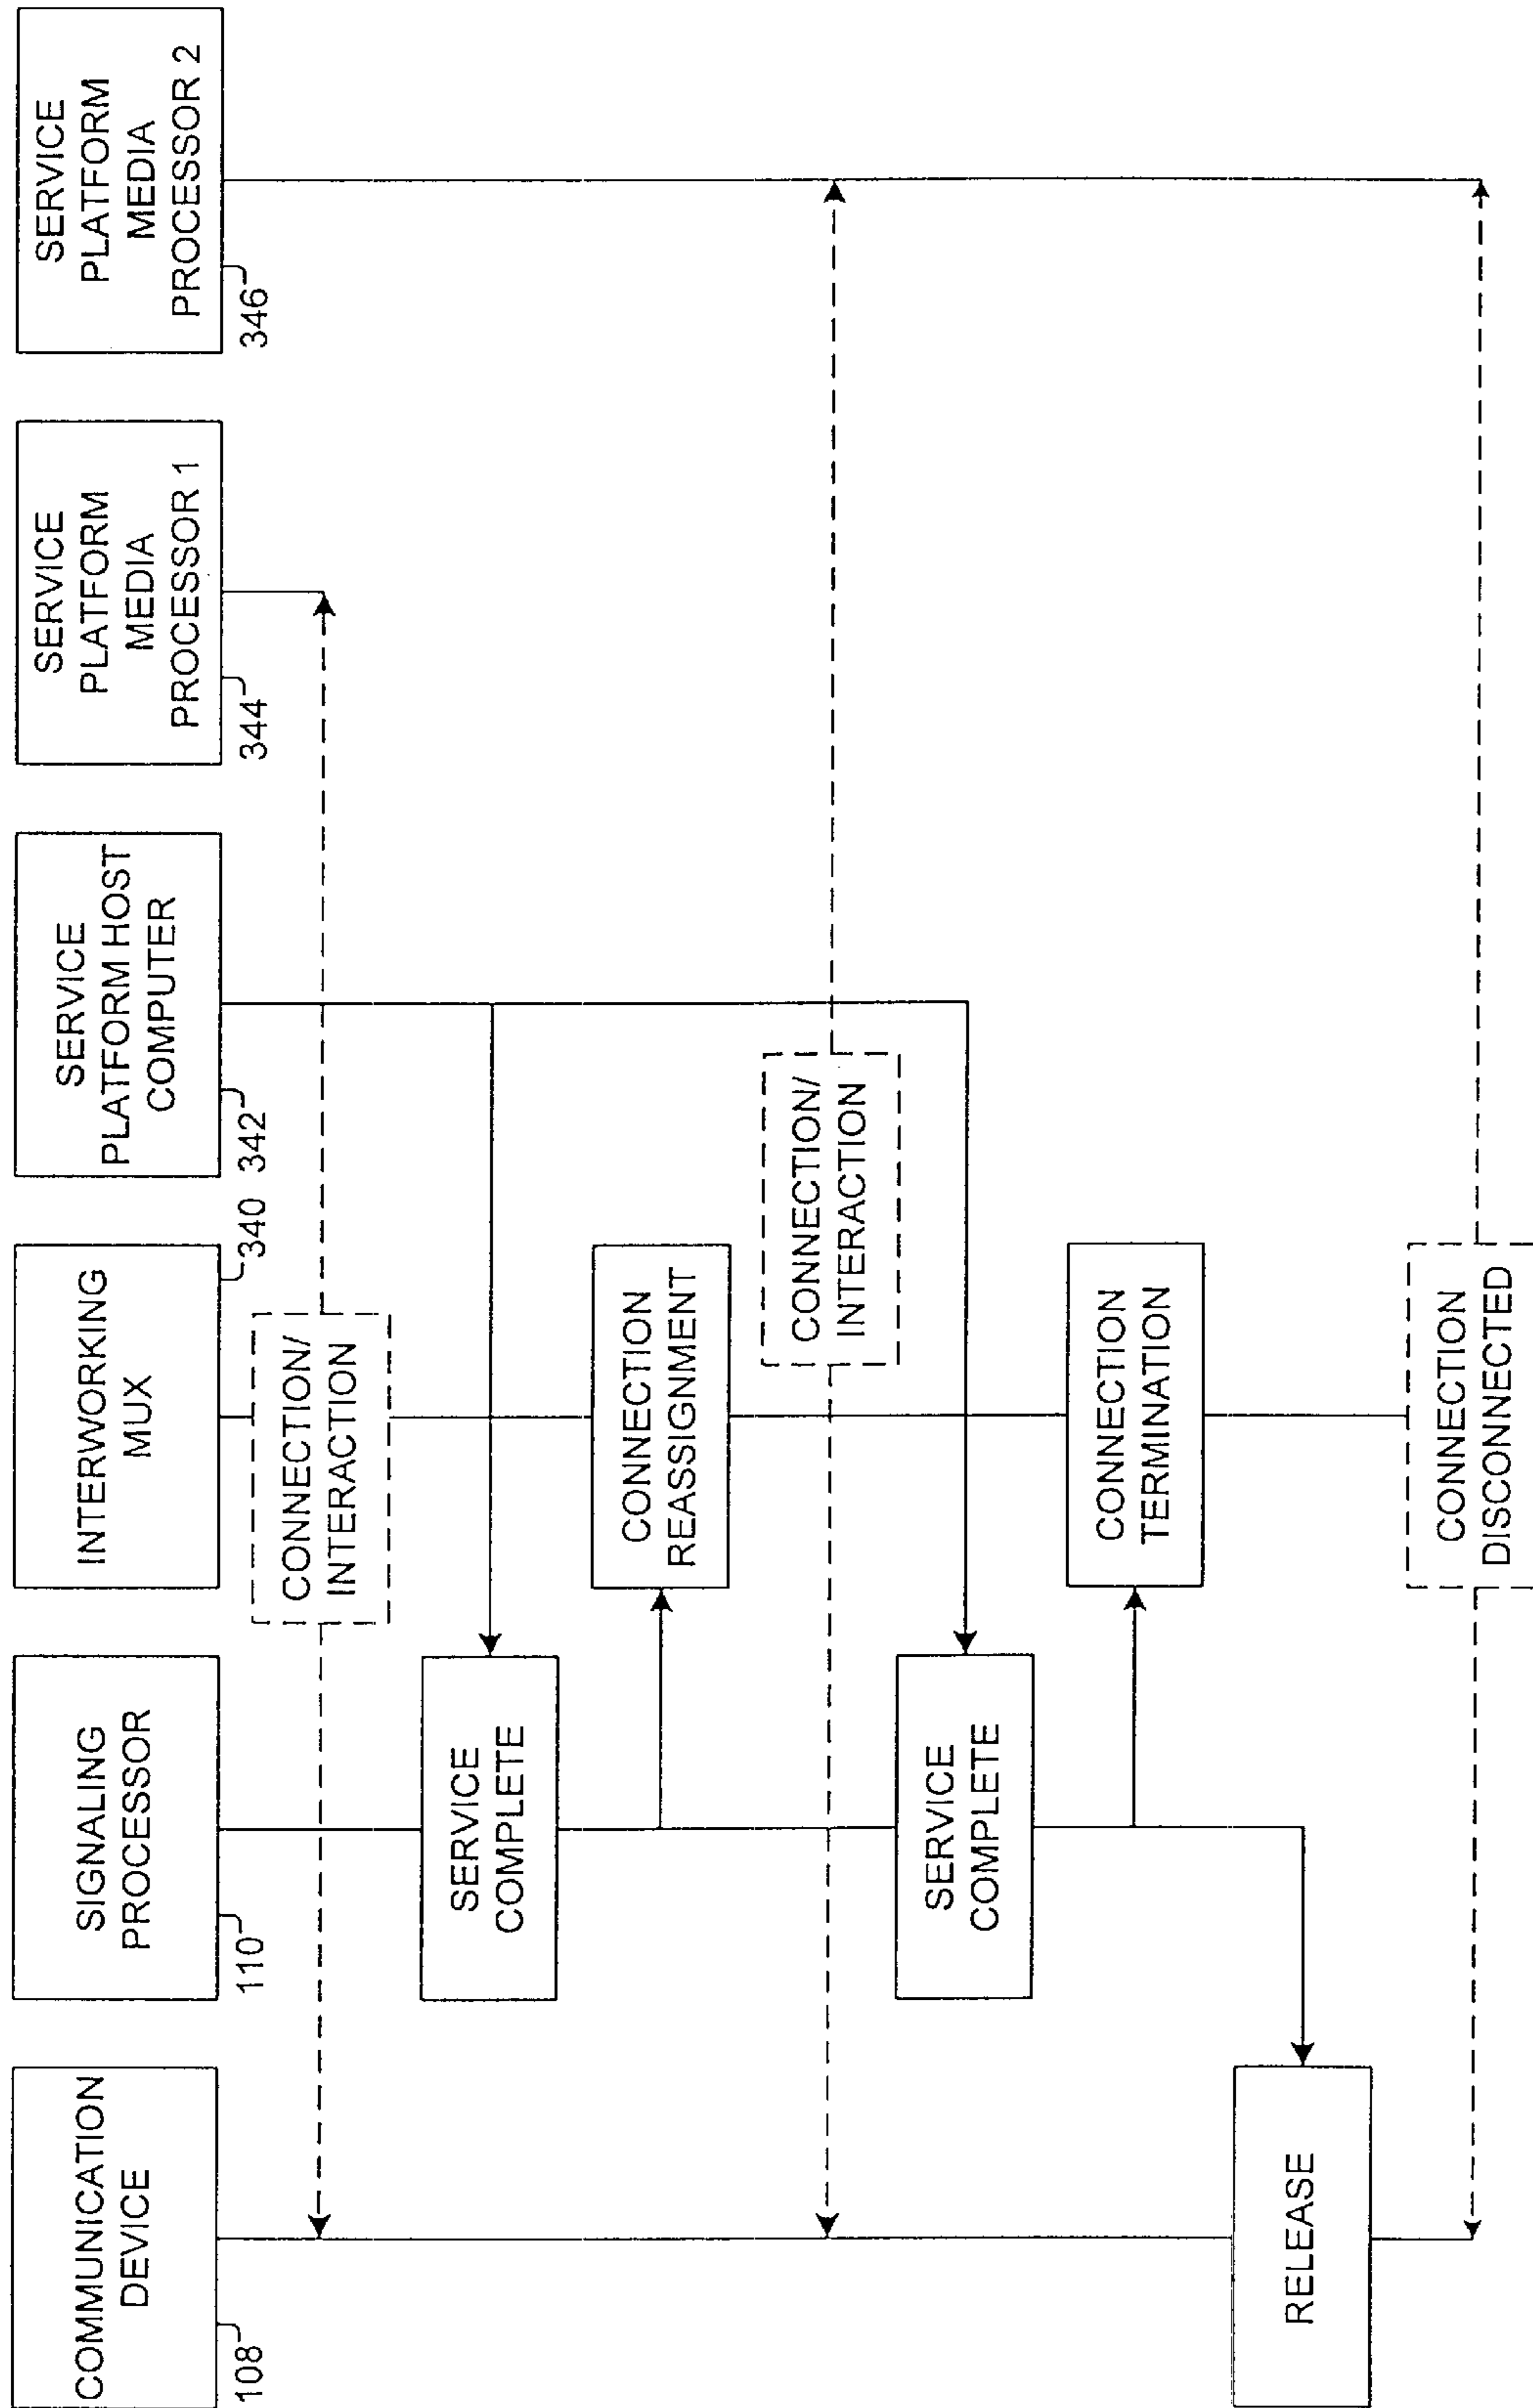 COMMUNICATION
DEVICE
108
SIGNALING
PROCESSOR
110
INTERWORKING
MUX
340
SERVICE
PLATFORM HOST
COMPUTER
342
SERVICE
PLATFORM
MEDIA
PROCESSOR 1
344
SERVICE
PLATFORM
MEDIA
PROCESSOR 2
346
CONNECTION/
INTERACTION
SERVICE
COMPLETE
CONNECTION
REASSIGNMENT
CONNECTION/
INTERACTION
SERVICE
COMPLETE
CONNECTION
TERMINATION
RELEASE
CONNECTION
DISCONNECTED